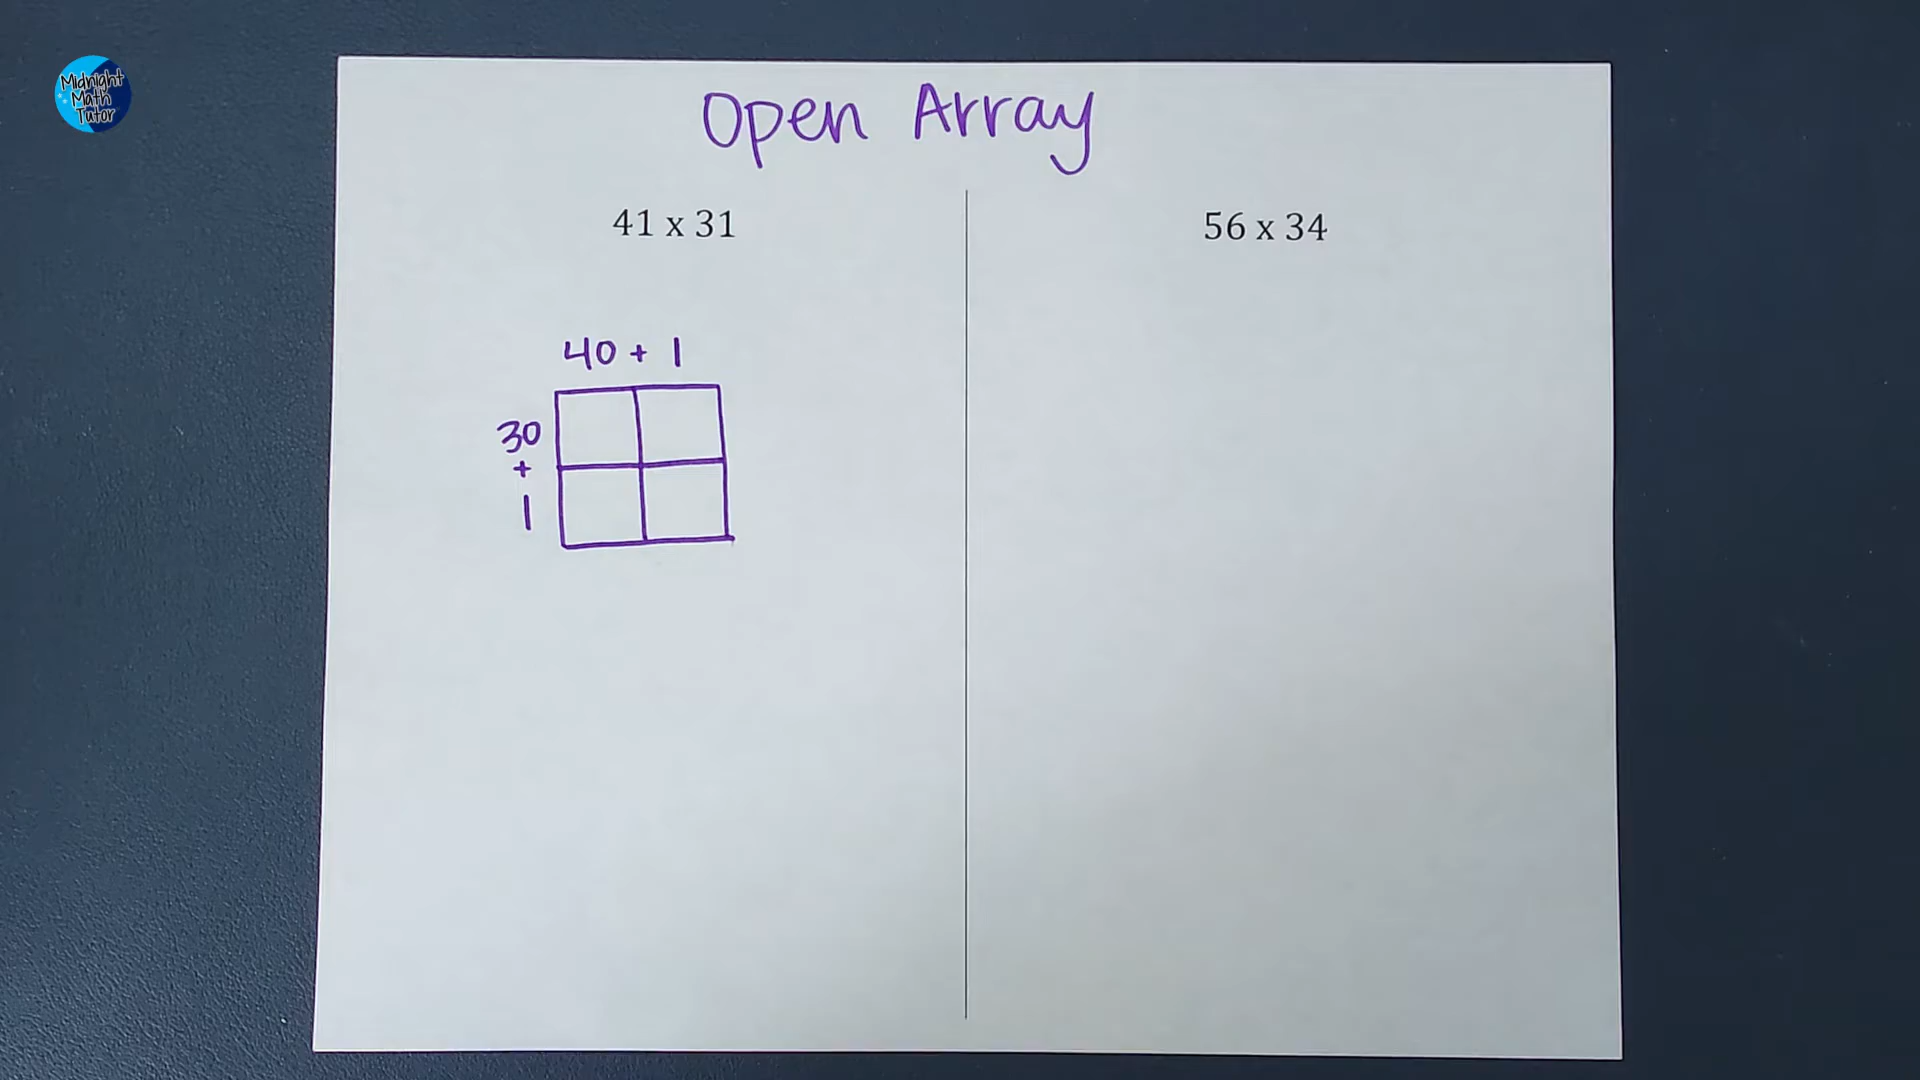 Midnight
Math
Tutor
Open Array
41 x 31
56 x 34
40 + 1
30
+
1